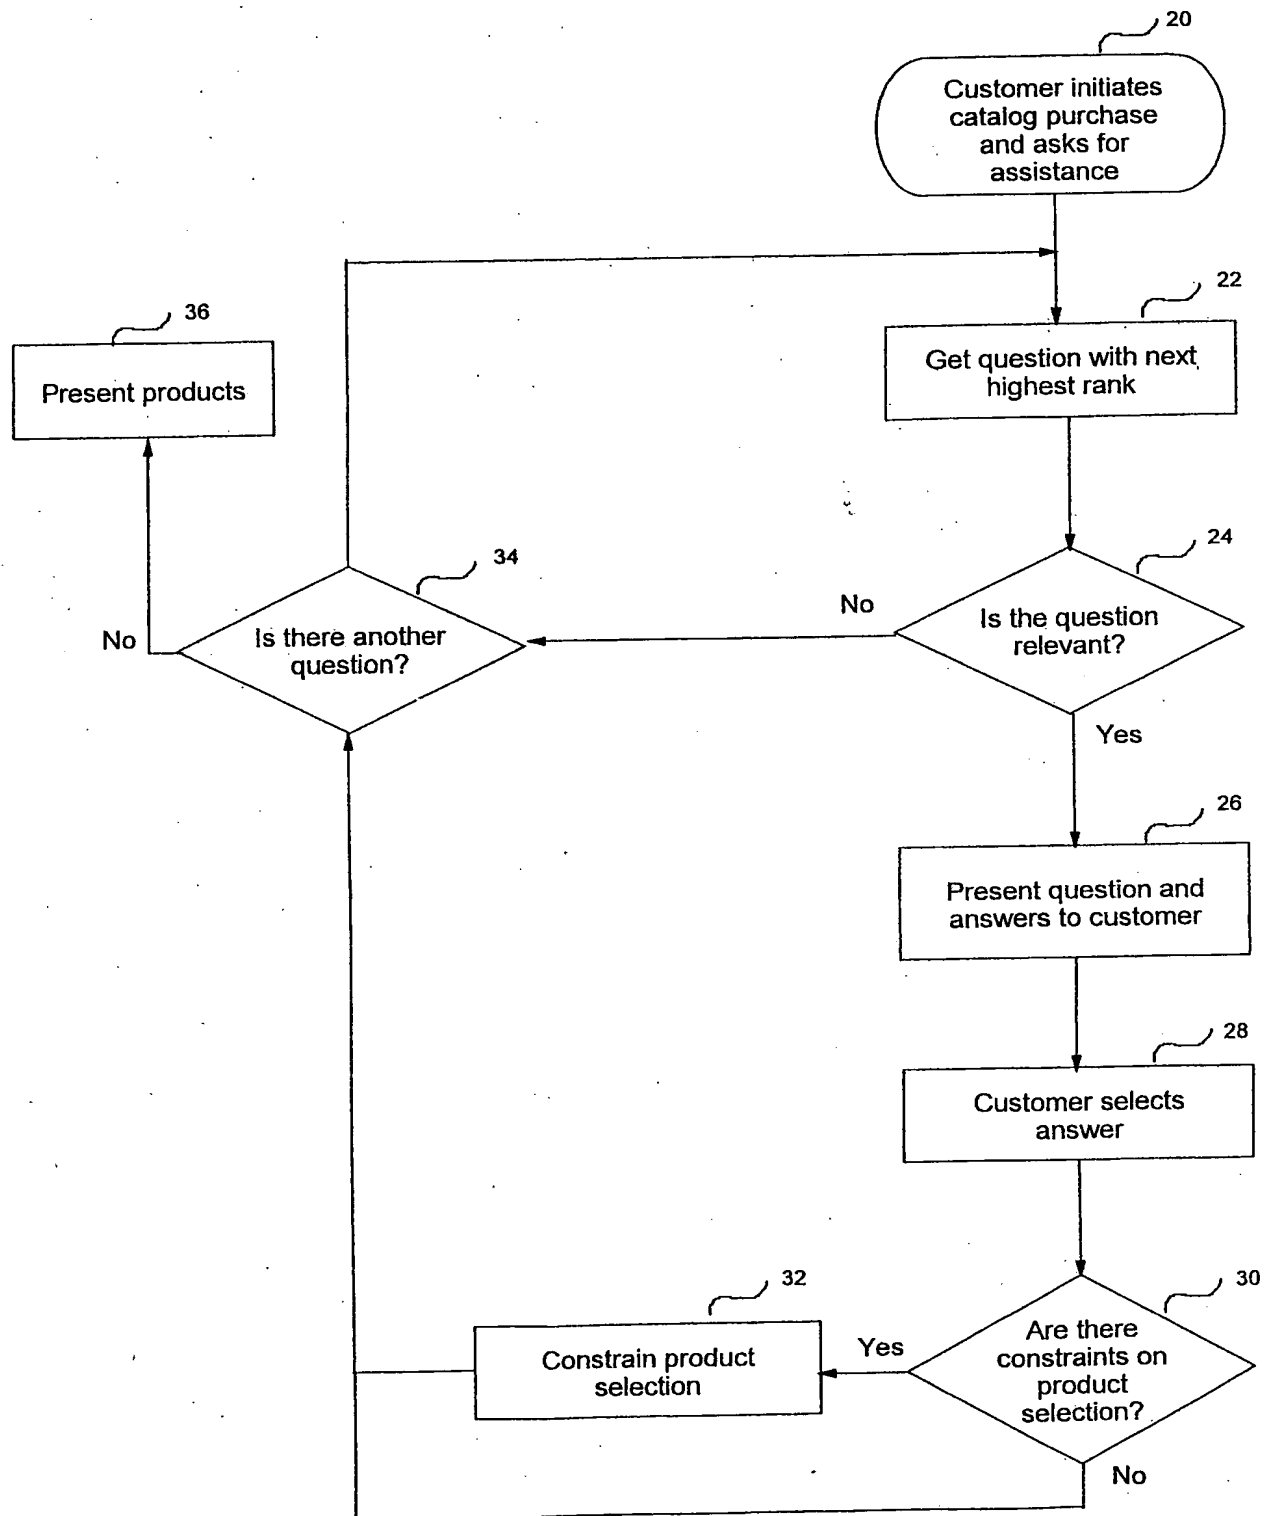 20
Customer initiates
catalog purchase
and asks for
assistance
22
Get question with next
highest rank
36
Present products
24
Is the question
relevant?
No
Yes
34
Is there another
question?
No
26
Present question and
answers to customer
28
Customer selects
answer
30
Are there
constraints on
product
selection?
Yes
No
32
Constrain product
selection